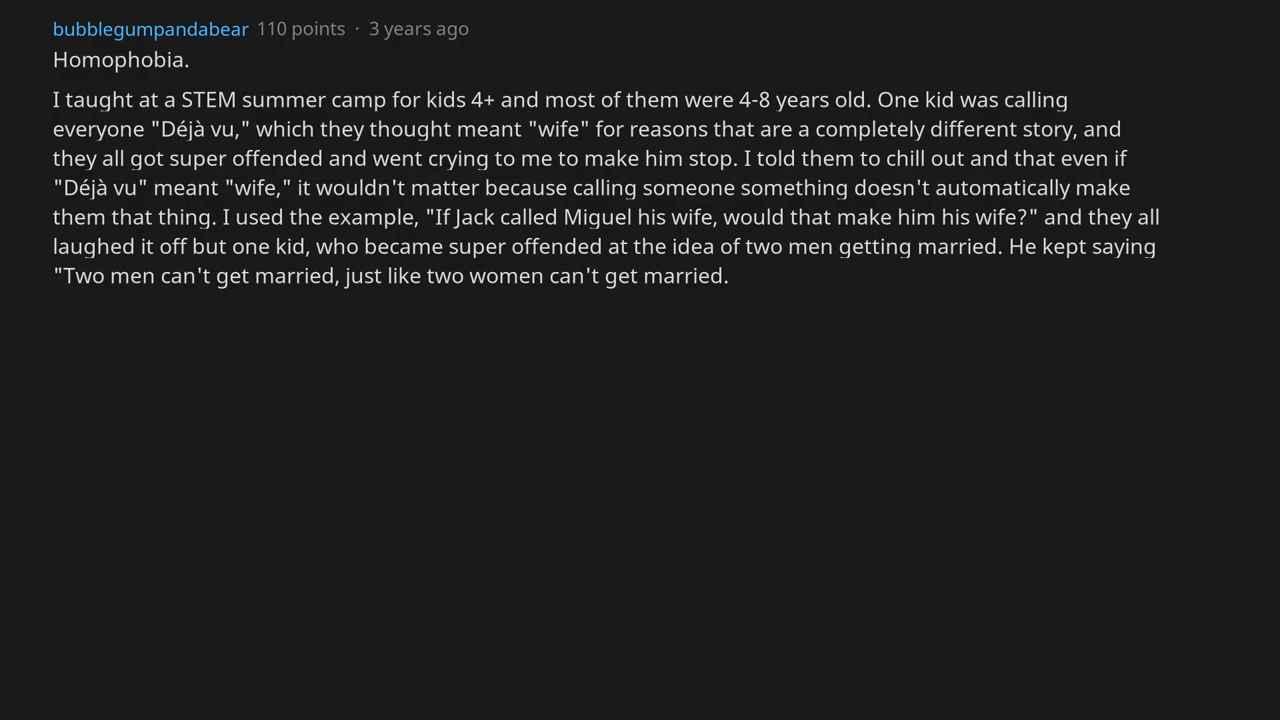 bubblegumpandabear 110 points · 3 years ago
Homophobia.
I taught at a STEM summer camp for kids 4+ and most of them were 4-8 years old. One kid was calling
everyone "Déjà vu," which they thought meant "wife" for reasons that are a completely different story, and
they all got super offended and went crying to me to make him stop. I told them to chill out and that even if
"Déjà vu" meant "wife," it wouldn't matter because calling someone something doesn't automatically make
them that thing. I used the example, "If Jack called Miguel his wife, would that make him his wife?" and they all
laughed it off but one kid, who became super offended at the idea of two men getting married. He kept saying
"Two men can't get married, just like two women can't get married.